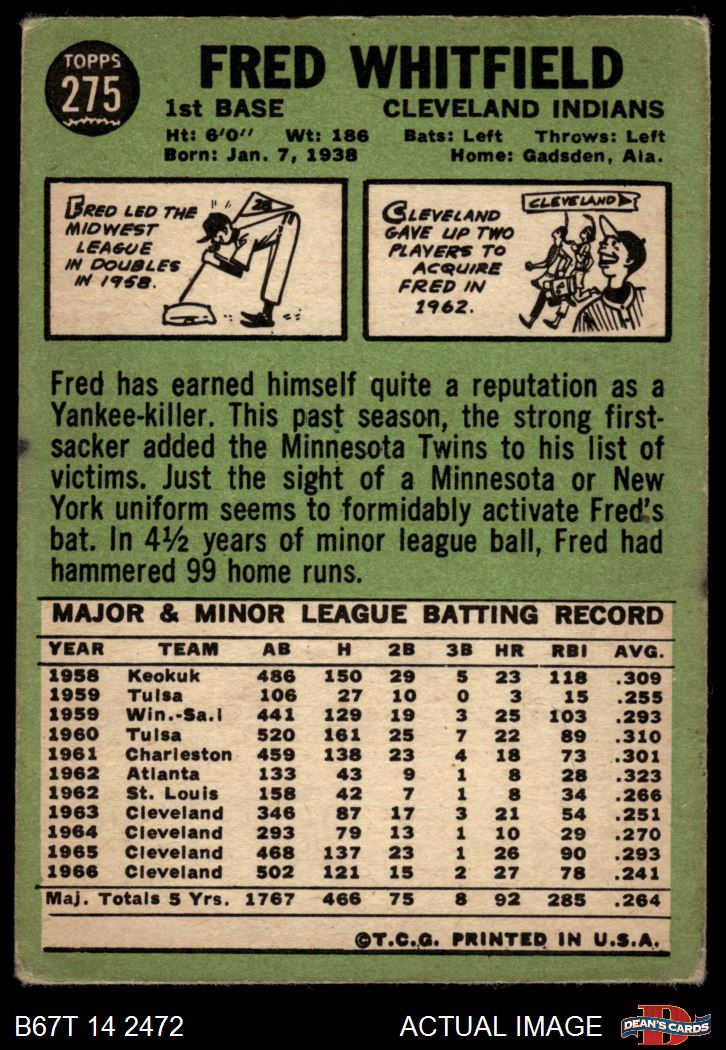 TOPPS
275
FRED WHITFIELD
1st BASE CLEVELAND INDIANS
Ht: 6'0" Wt: 186 Bats: Left Throws: Left
Born: Jan. 7, 1938 Home: Gadsden, Ala.
FRED LED THE
MIDWEST
LEAGUE
IN DOUBLES
IN 1958.
28
CLEVELAND
GAVE UP TWO
PLAYERS TO
ACQUIRE
FRED IN
1962.
CLEVELAND
Fred has earned himself quite a reputation as a
Yankee-killer. This past season, the strong first-
sacker added the Minnesota Twins to his list of
victims. Just the sight of a Minnesota or New
York uniform seems to formidably activate Fred's
bat. In 4½ years of minor league ball, Fred had
hammered 99 home runs.
MAJOR & MINOR LEAGUE BATTING RECORD
YEAR TEAM AB H 2B 3B HR RBI AVG.
1958 Keokuk 486 150 29 5 23 118 .309
1959 Tulsa 106 27 10 0 3 15 .255
1959 Win.-Sa.l 441 129 19 3 25 103 .293
1960 Tulsa 520 161 25 7 22 89 .310
1961 Charleston 459 138 23 4 18 73 .301
1962 Atlanta 133 43 9 1 8 28 .323
1962 St. Louis 158 42 7 1 8 34 .266
1963 Cleveland 346 87 17 3 21 54 .251
1964 Cleveland 293 79 13 1 10 29 .270
1965 Cleveland 468 137 23 1 26 90 .293
1966 Cleveland 502 121 15 2 27 78 .241
Maj. Totals 5 Yrs. 1767 466 75 8 92 285 .264
©T.C.G. PRINTED IN U.S.A.
B67T 14 2472 ACTUAL IMAGE
D
DEAN'S CARDS